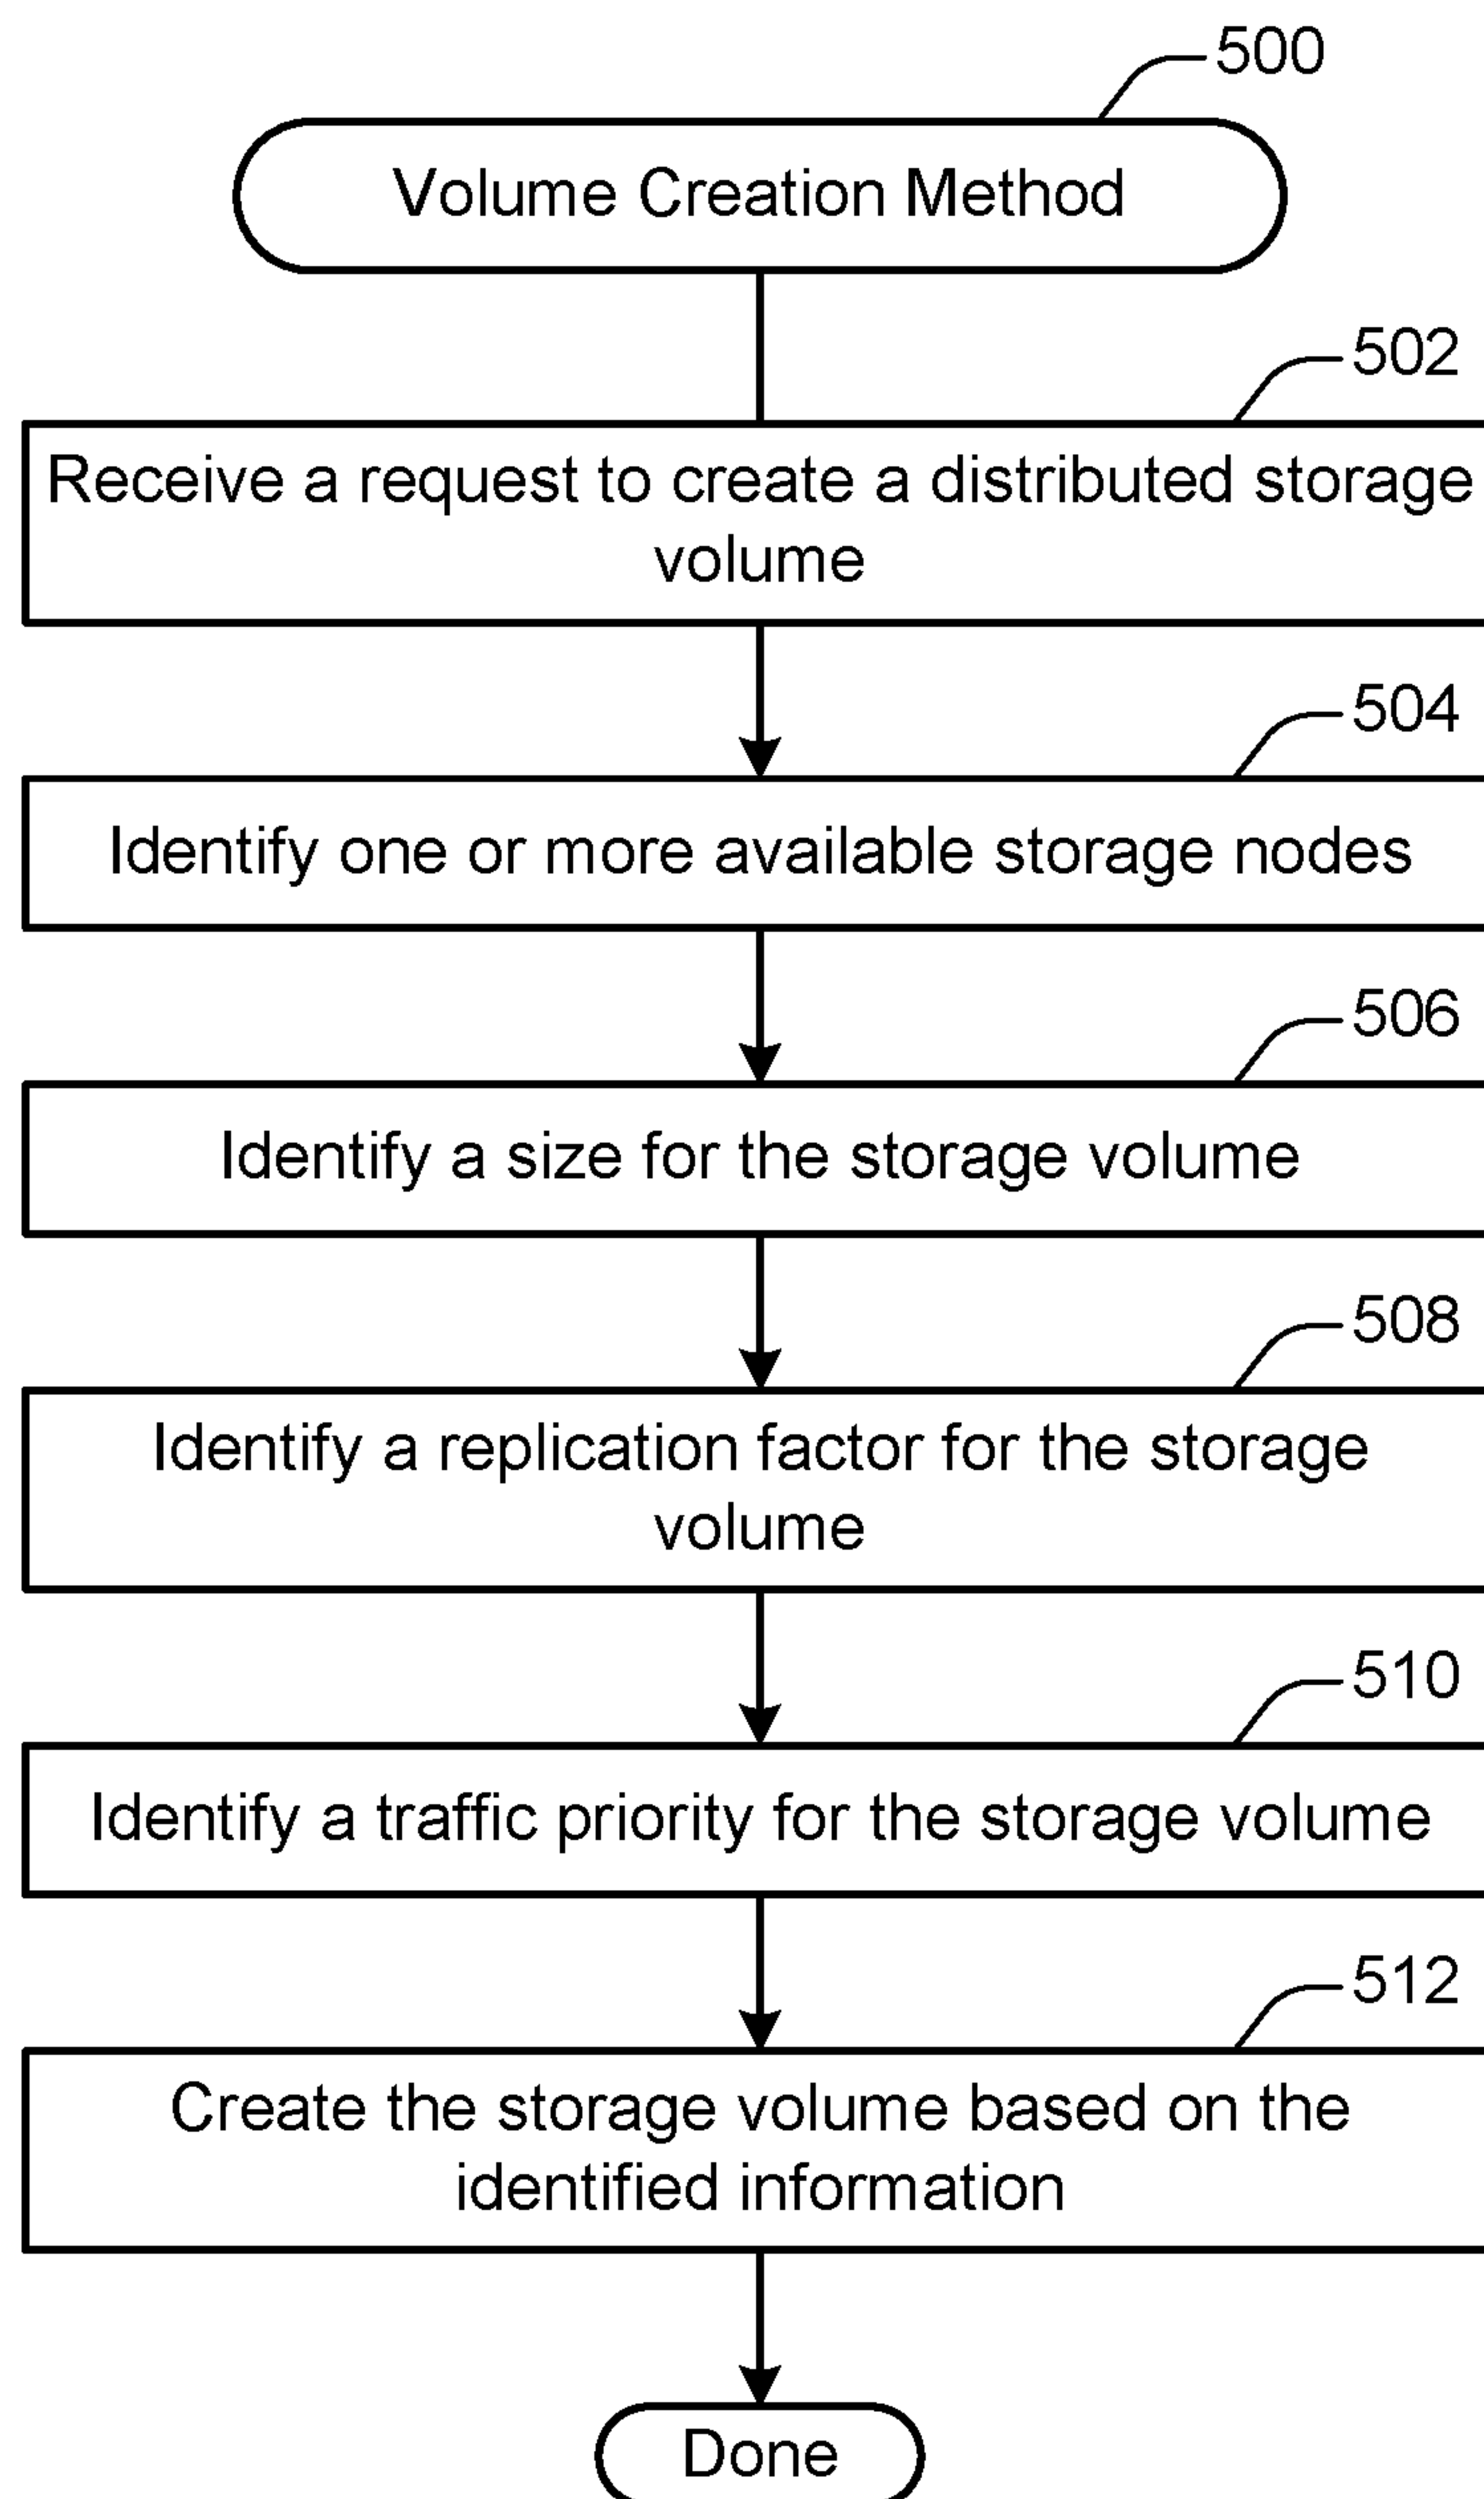 500
Volume Creation Method
502
Receive a request to create a distributed storage
volume
504
Identify one or more available storage nodes
506
Identify a size for the storage volume
508
Identify a replication factor for the storage
volume
510
Identify a traffic priority for the storage volume
512
Create the storage volume based on the
identified information
Done